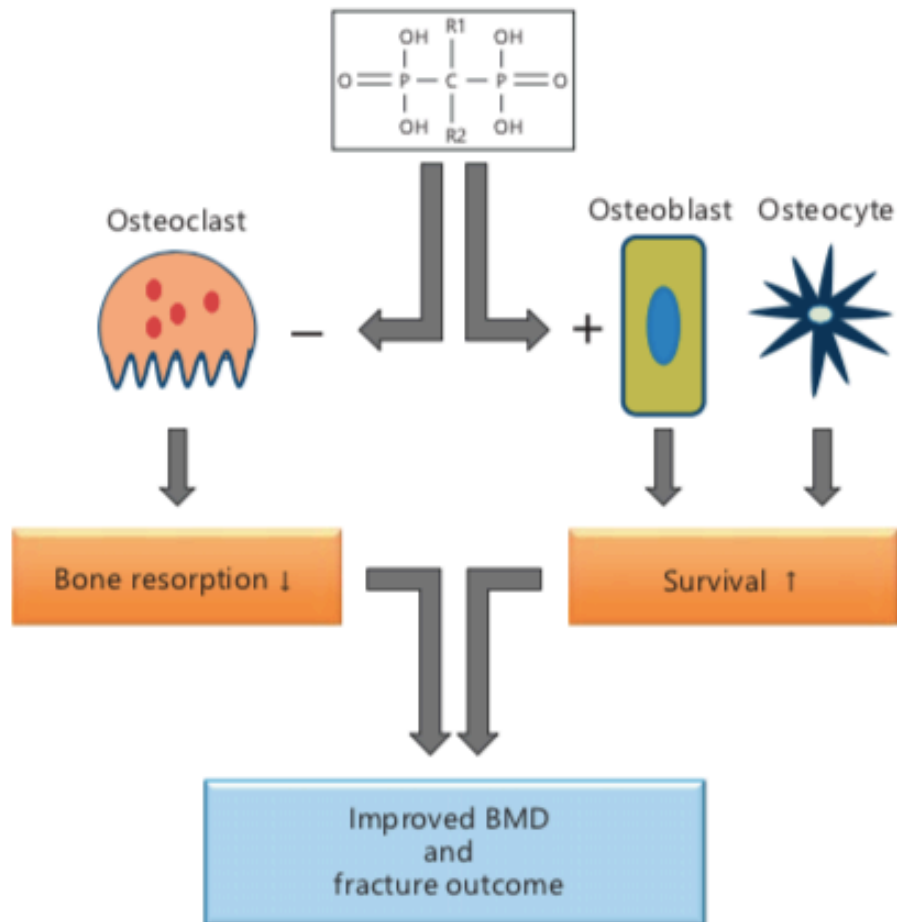 R1
OH OH
O P C P O
OH OH
R2
Osteoclast
Osteoblast Osteocyte
− +
Bone resorption ↓
Survival ↑
Improved BMD
and
fracture outcome